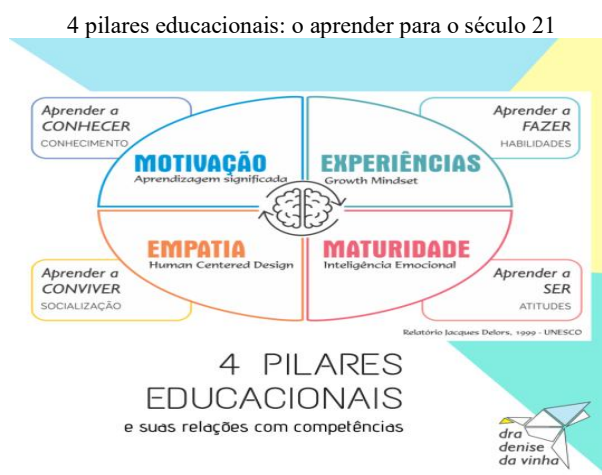 4 pilares educacionais: o aprender para o século 21
Aprender a
CONHECER
CONHECIMENTO
Aprender a
FAZER
HABILIDADES
MOTIVAÇÃO
Aprendizagem significada
EXPERIÊNCIAS
Growth Mindset
EMPATIA
Human Centered Design
MATURIDADE
Inteligência Emocional
Aprender a
CONVIVER
SOCIALIZAÇÃO
Aprender a
SER
ATITUDES
Relatório Jacques Delors, 1999 - UNESCO
4 PILARES
EDUCACIONAIS
e suas relações com competências
dra
denise
da vinha